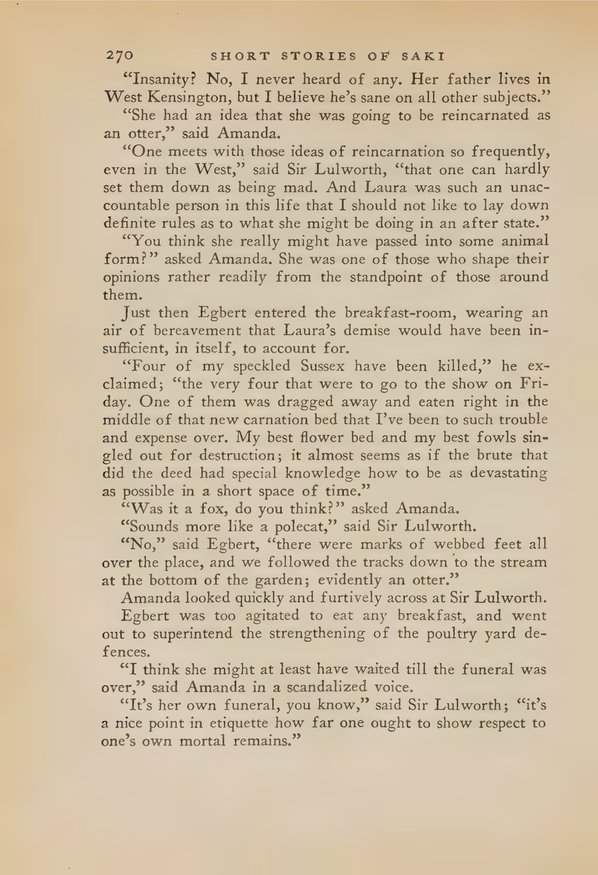 270 SHORT STORIES OF SAKI
“Insanity? No, I never heard of any. Her father lives in
West Kensington, but I believe he’s sane on all other subjects.”
“She had an idea that she was going to be reincarnated as
an otter,” said Amanda.
“One meets with those ideas of reincarnation so frequently,
even in the West,” said Sir Lulworth, “that one can hardly
set them down as being mad. And Laura was such an unac-
countable person in this life that I should not like to lay down
definite rules as to what she might be doing in an after state.”
“You think she really might have passed into some animal
form?” asked Amanda. She was one of those who shape their
opinions rather readily from the standpoint of those around
them.
Just then Egbert entered the breakfast-room, wearing an
air of bereavement that Laura’s demise would have been in-
sufficient, in itself, to account for.
“Four of my speckled Sussex have been killed,” he ex-
claimed; “the very four that were to go to the show on Fri-
day. One of them was dragged away and eaten right in the
middle of that new carnation bed that I’ve been to such trouble
and expense over. My best flower bed and my best fowls sin-
gled out for destruction; it almost seems as if the brute that
did the deed had special knowledge how to be as devastating
as possible in a short space of time.”
“Was it a fox, do you think?” asked Amanda.
“Sounds more like a polecat,” said Sir Lulworth.
“No,” said Egbert, “there were marks of webbed feet all
over the place, and we followed the tracks down to the stream
at the bottom of the garden; evidently an otter.”
Amanda looked quickly and furtively across at Sir Lulworth.
Egbert was too agitated to eat any breakfast, and went
out to superintend the strengthening of the poultry yard de-
fences.
“I think she might at least have waited till the funeral was
over,” said Amanda in a scandalized voice.
“It’s her own funeral, you know,” said Sir Lulworth; “it’s
a nice point in etiquette how far one ought to show respect to
one’s own mortal remains.”